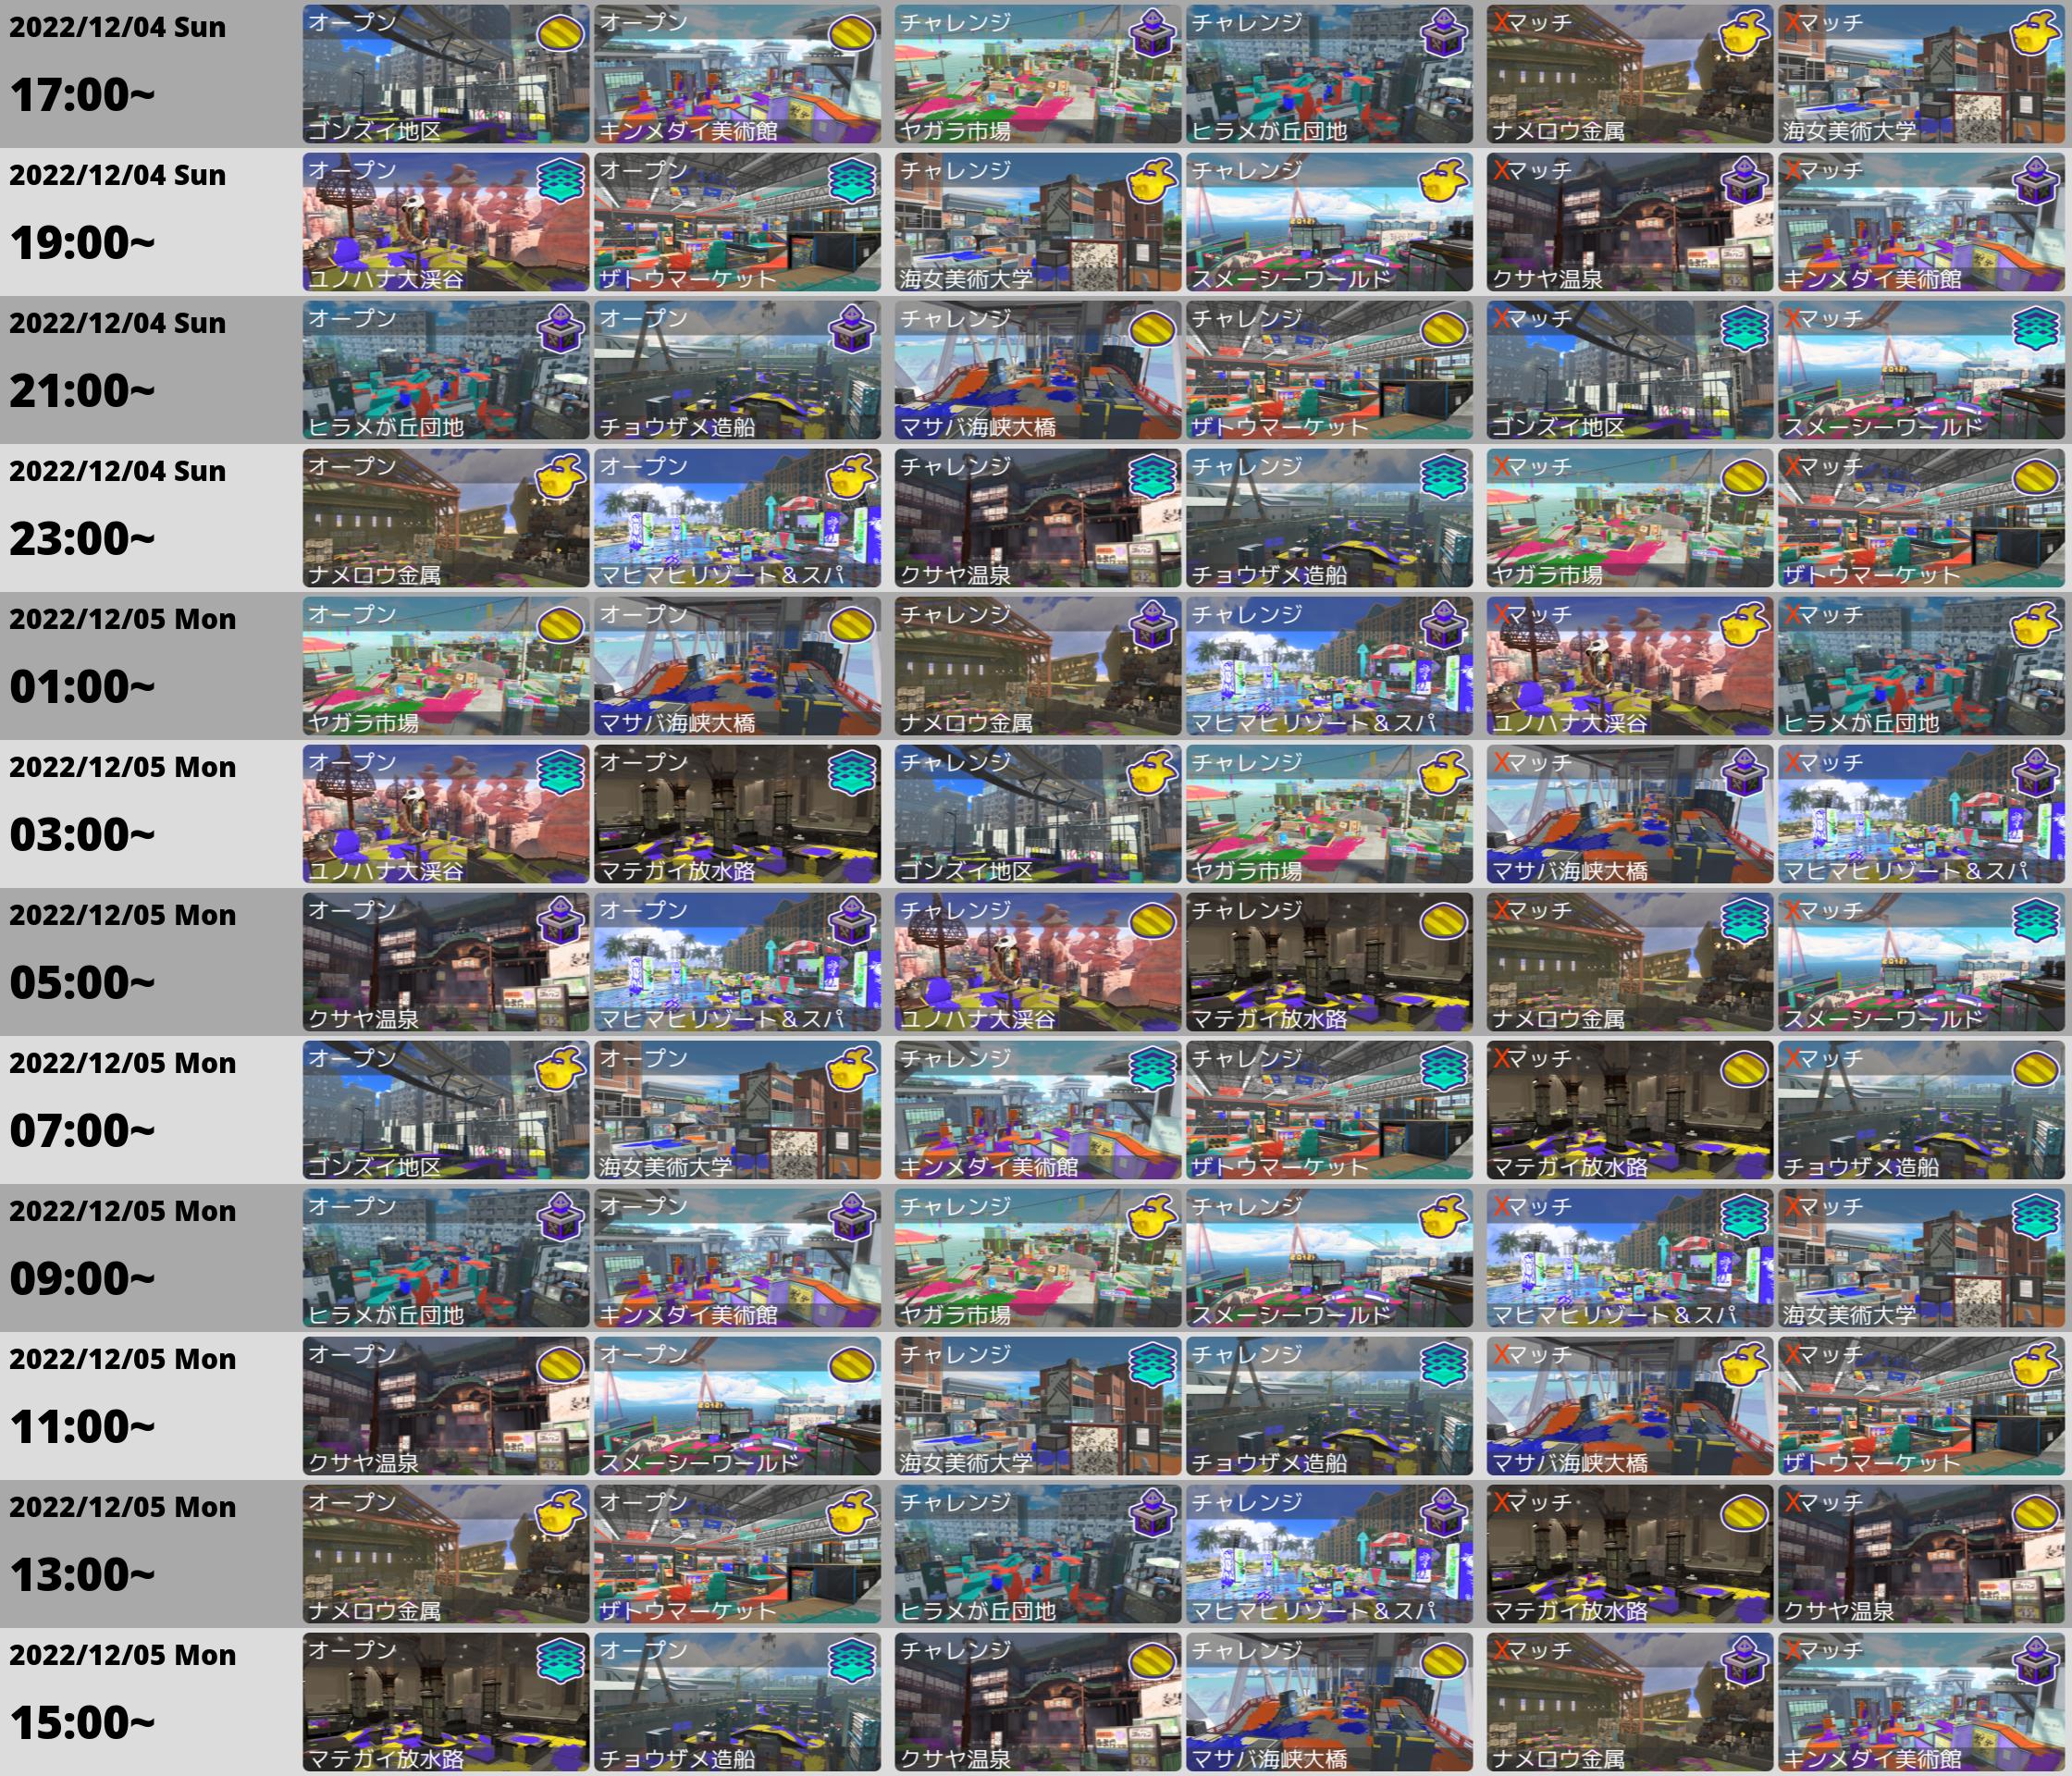 2022/12/04 Sun
17:00~
オープン オープン チャレンジ チャレンジ Xマッチ Xマッチ
ゴンズイ地区 キンメダイ美術館 ヤガラ市場 ヒラメが丘団地 ナメロウ金属 海女美術大学
2022/12/04 Sun
19:00~
オープン オープン チャレンジ チャレンジ Xマッチ Xマッチ
ユノハナ大渓谷 ザトウマーケット 海女美術大学 スメーシーワールド クサヤ温泉 キンメダイ美術館
2022/12/04 Sun
21:00~
オープン オープン チャレンジ チャレンジ Xマッチ Xマッチ
ヒラメが丘団地 チョウザメ造船 マサバ海峡大橋 ザトウマーケット ゴンズイ地区 スメーシーワールド
2022/12/04 Sun
23:00~
オープン オープン チャレンジ チャレンジ Xマッチ Xマッチ
ナメロウ金属 マヒマヒリゾート＆スパ クサヤ温泉 チョウザメ造船 ヤガラ市場 ザトウマーケット
2022/12/05 Mon
01:00~
オープン オープン チャレンジ チャレンジ Xマッチ Xマッチ
ヤガラ市場 マサバ海峡大橋 ナメロウ金属 マヒマヒリゾート＆スパ ユノハナ大渓谷 ヒラメが丘団地
2022/12/05 Mon
03:00~
オープン オープン チャレンジ チャレンジ Xマッチ Xマッチ
ユノハナ大渓谷 マテガイ放水路 ゴンズイ地区 ヤガラ市場 マサバ海峡大橋 マヒマヒリゾート＆スパ
2022/12/05 Mon
05:00~
オープン オープン チャレンジ チャレンジ Xマッチ Xマッチ
クサヤ温泉 マヒマヒリゾート＆スパ ユノハナ大渓谷 マテガイ放水路 ナメロウ金属 スメーシーワールド
2022/12/05 Mon
07:00~
オープン オープン チャレンジ チャレンジ Xマッチ Xマッチ
ゴンズイ地区 海女美術大学 キンメダイ美術館 ザトウマーケット マテガイ放水路 チョウザメ造船
2022/12/05 Mon
09:00~
オープン オープン チャレンジ チャレンジ Xマッチ Xマッチ
ヒラメが丘団地 キンメダイ美術館 ヤガラ市場 スメーシーワールド マヒマヒリゾート＆スパ 海女美術大学
2022/12/05 Mon
11:00~
オープン オープン チャレンジ チャレンジ Xマッチ Xマッチ
クサヤ温泉 スメーシーワールド 海女美術大学 チョウザメ造船 マサバ海峡大橋 ザトウマーケット
2022/12/05 Mon
13:00~
オープン オープン チャレンジ チャレンジ Xマッチ Xマッチ
ナメロウ金属 ザトウマーケット ヒラメが丘団地 マヒマヒリゾート＆スパ マテガイ放水路 クサヤ温泉
2022/12/05 Mon
15:00~
オープン オープン チャレンジ チャレンジ Xマッチ Xマッチ
マテガイ放水路 チョウザメ造船 クサヤ温泉 マサバ海峡大橋 ナメロウ金属 キンメダイ美術館